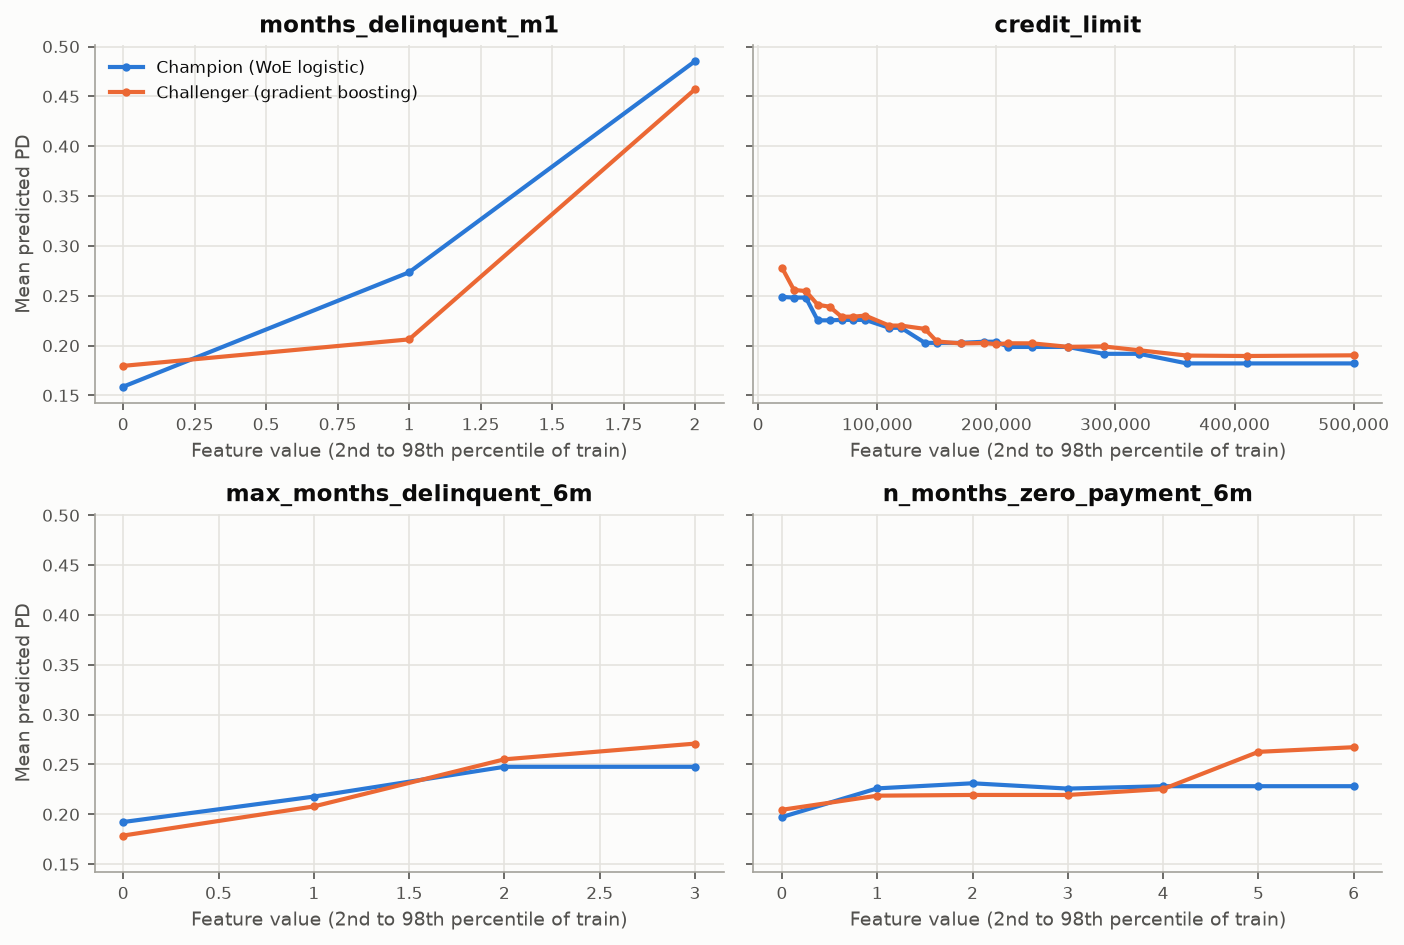 months_delinquent_m1
Champion (WoE logistic)
Challenger (gradient boosting)
Mean predicted PD
0.50
0.45
0.40
0.35
0.30
0.25
0.20
0.15
0 0.25 0.5 0.75 1 1.25 1.5 1.75 2
Feature value (2nd to 98th percentile of train)
credit_limit
0 100,000 200,000 300,000 400,000 500,000
Feature value (2nd to 98th percentile of train)
max_months_delinquent_6m
Mean predicted PD
0.50
0.45
0.40
0.35
0.30
0.25
0.20
0.15
0 0.5 1 1.5 2 2.5 3
Feature value (2nd to 98th percentile of train)
n_months_zero_payment_6m
0 1 2 3 4 5 6
Feature value (2nd to 98th percentile of train)